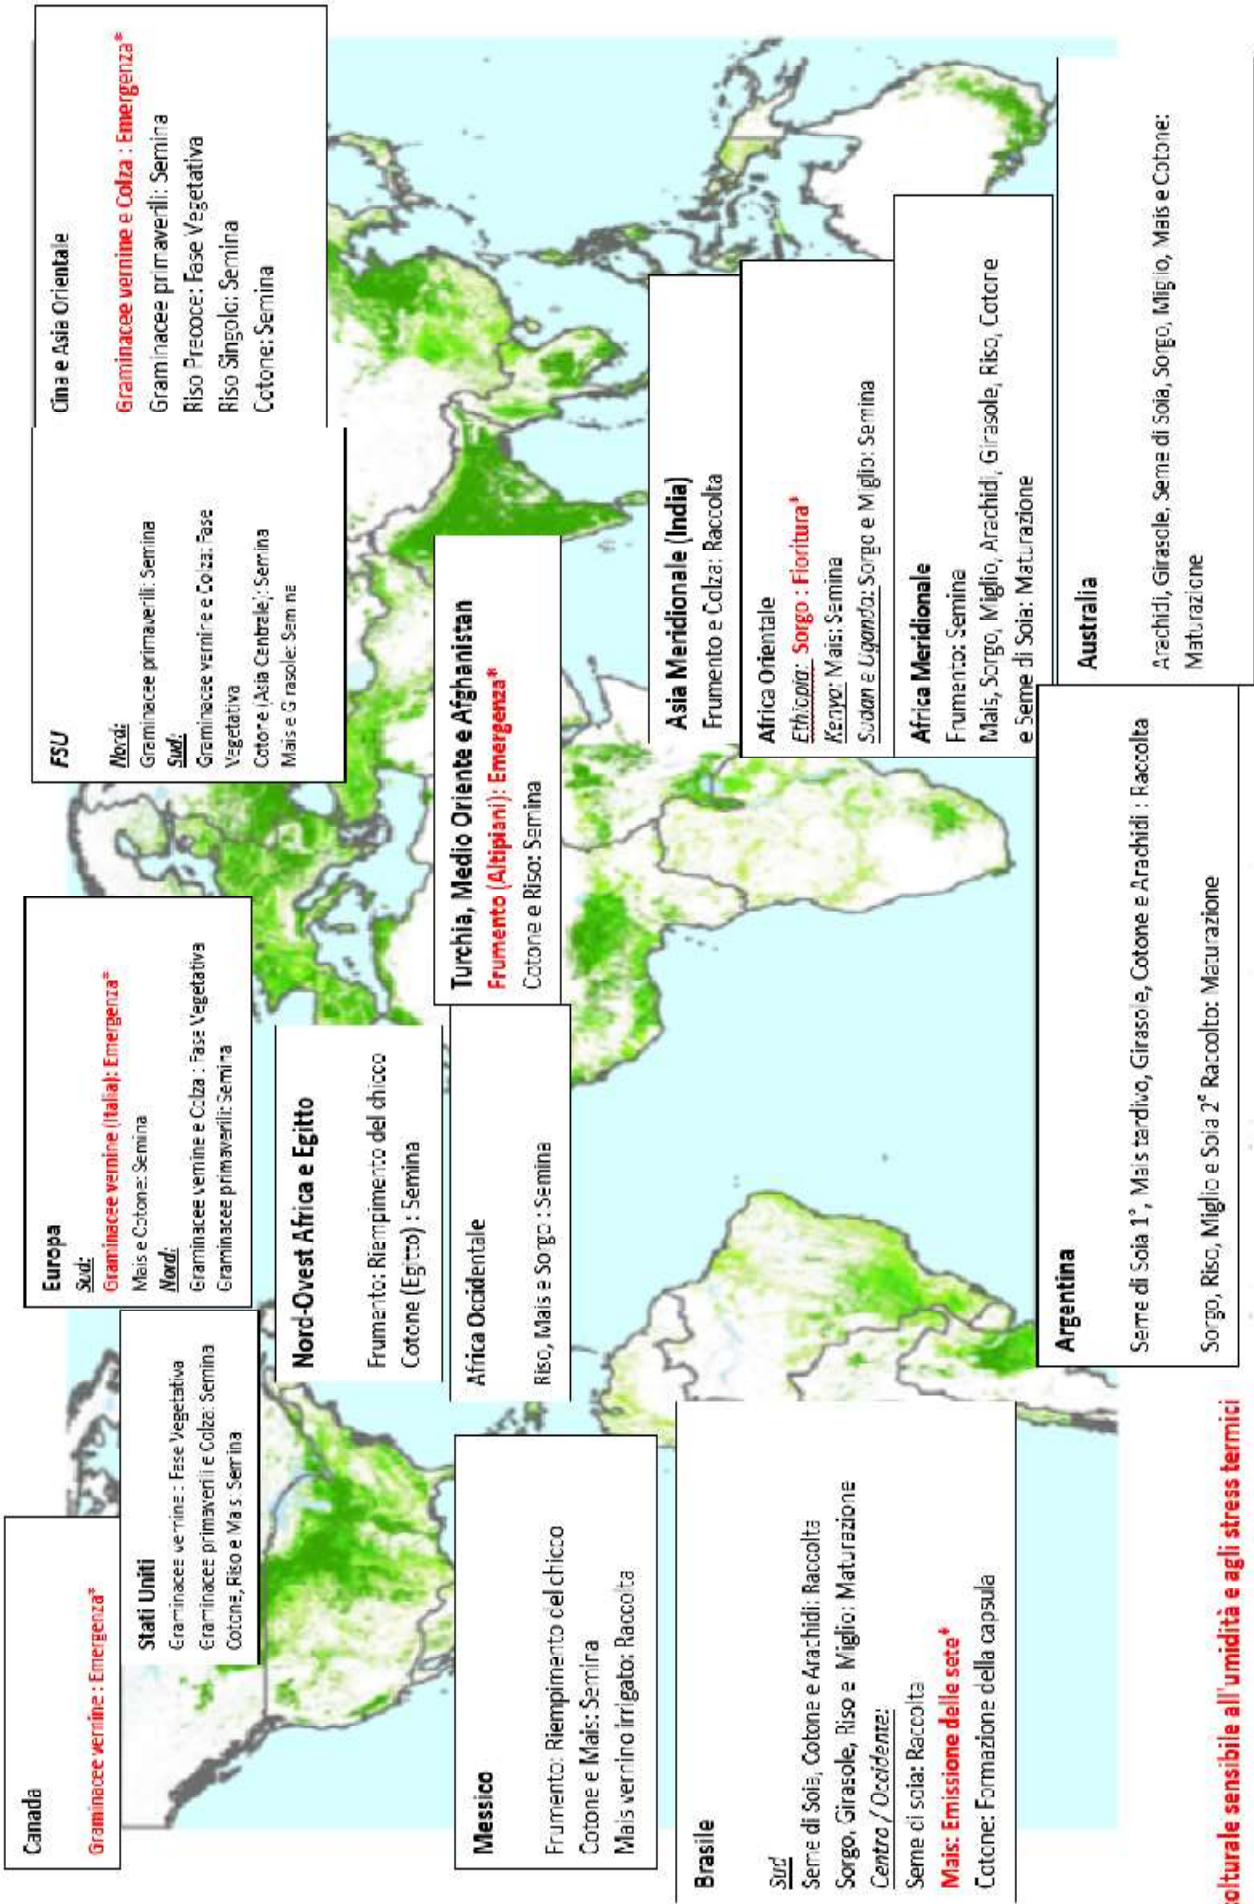 Canada
Graminacee vernine : Emergenza*
Stati Uniti
Graminacee vernine : Fase Vegetativa
Graminacee primaverili e Colza: Semina
Cotone, Riso e Mais: Semina
Europa
Sud:
Graminacee vernine (Italia): Emergenza*
Mais e Cotone: Semina
Nord:
Graminacee vernine e Colza : Fase Vegetativa
Graminacee primaverili: Semina
FSU
Nord:
Graminacee primaverili: Semina
Sud:
Graminacee vernine e Colza: Fase
Vegetativa
Cotone (Asia Centrale): Semina
Mais e Girasole: Semina
Cina e Asia Orientale
Graminacee vernine e Colza : Emergenza*
Graminacee primaverili: Semina
Riso Precoce: Fase Vegetativa
Riso Singolo: Semina
Cotone: Semina
Nord-Ovest Africa e Egitto
Frumento: Riempimento del chicco
Cotone (Egitto) : Semina
Turchia, Medio Oriente e Afghanistan
Frumento (Altipiani): Emergenza*
Cotone e Riso: Semina
Africa Occidentale
Riso, Mais e Sorgo : Semina
Messico
Frumento: Riempimento del chicco
Cotone e Mais: Semina
Mais vernino irrigato: Raccolta
Asia Meridionale (India)
Frumento e Colza: Raccolta
Africa Orientale
Ethiopia: Sorgo : Fioritura*
Kenya: Mais: Semina
Sudan e Uganda: Sorgo e Miglio: Semina
Africa Meridionale
Frumento: Semina
Mais, Sorgo, Miglio, Arachidi, Girasole, Riso, Cotone
e Seme di Soia: Maturazione
Brasile
Sud
Seme di Soia, Cotone e Arachidi: Raccolta
Sorgo, Girasole, Riso e Miglio: Maturazione
Centro / Occidente:
Seme di soia: Raccolta
Mais: Emissione delle sete*
Cotone: Formazione della capsula
Argentina
Seme di Soia 1°, Mais tardivo, Girasole, Cotone e Arachidi : Raccolta
Sorgo, Riso, Miglio e Soia 2° Raccolto: Maturazione
Australia
Arachidi, Girasole, Seme di Soia, Sorgo, Miglio, Mais e Cotone:
Maturazione
sensibile all'umidità e agli stress termici